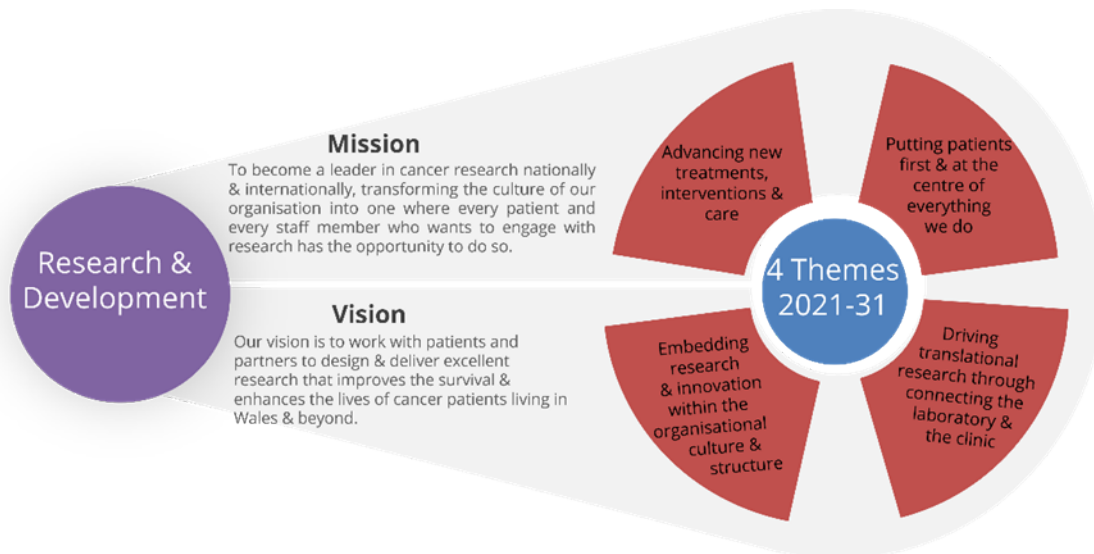 Research &
Development
Mission
To become a leader in cancer research nationally
& internationally, transforming the culture of our
organisation into one where every patient and
every staff member who wants to engage with
research has the opportunity to do so.
Vision
Our vision is to work with patients and
partners to design & deliver excellent
research that improves the survival &
enhances the lives of cancer patients living in
Wales & beyond.
4 Themes
2021-31
Advancing new
treatments,
interventions &
care
Putting patients
first & at the
centre of
everything
we do
Embedding
research
& innovation
within the
organisational
culture &
structure
Driving
translational
research through
connecting the
laboratory &
the clinic